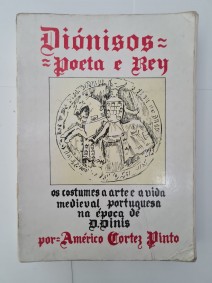 Diónisos=
=Poeta e Rey
os costumes a arte e a vida
medieval portuguesa
na época de
D.Dinis
por=Américo Cortez Pinto